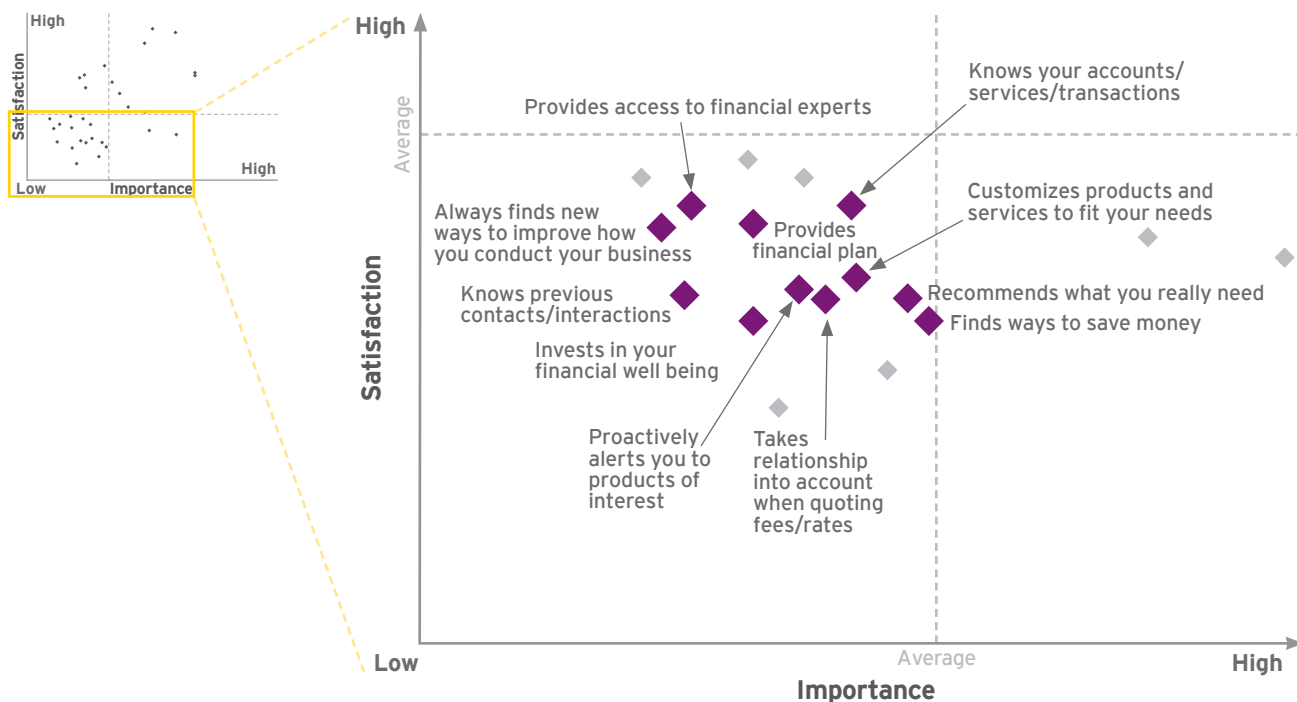 High
Satisfaction
High
Low
Importance
High
Average
Satisfaction
Provides access to financial experts
Knows your accounts/
services/transactions
Always finds new
ways to improve how
you conduct your business
Provides
financial plan
Customizes products and
services to fit your needs
Knows previous
contacts/interactions
Recommends what you really need
Finds ways to save money
Invests in your
financial well being
Proactively
alerts you to
products of
interest
Takes
relationship
into account
when quoting
fees/rates
Low
Average
High
Importance